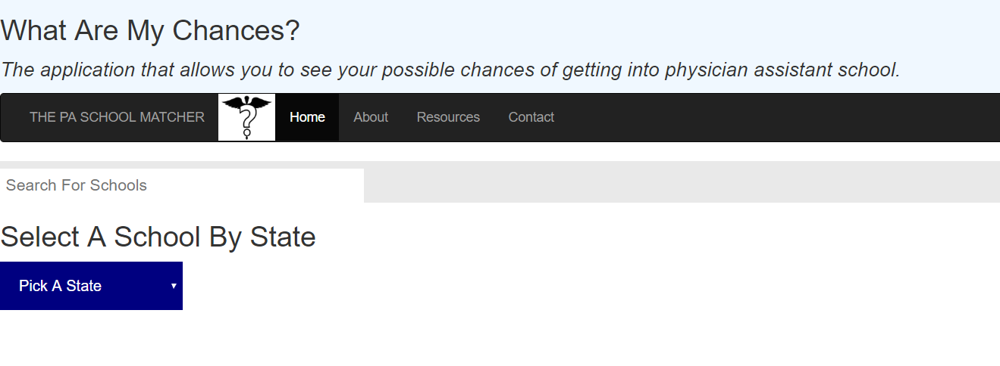 What Are My Chances?
The application that allows you to see your possible chances of getting into physician assistant school.
THE PA SCHOOL MATCHER ? Home About Resources Contact
Search For Schools
Select A School By State
Pick A State